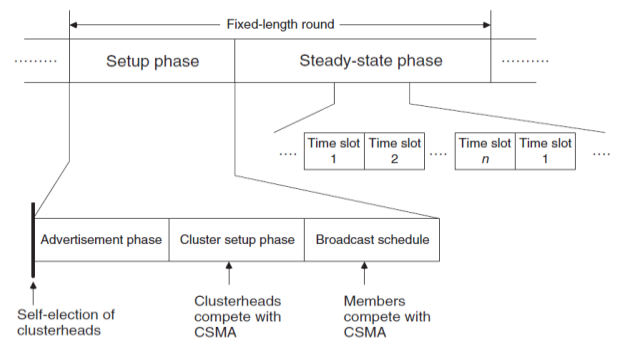 Fixed-length round
Setup phase
Steady-state phase
Time slot
1
Time slot
2
Time slot
n
Time slot
1
Advertisement phase
Cluster setup phase
Broadcast schedule
Self-election of
clusterheads
Clusterheads
compete with
CSMA
Members
compete with
CSMA